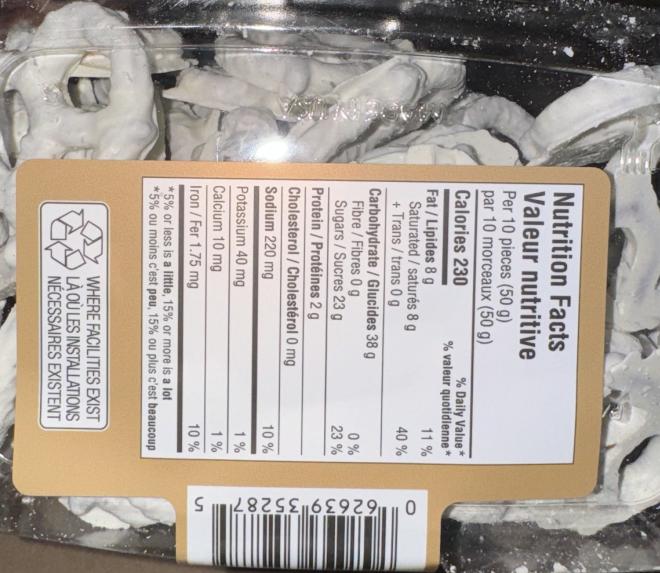 Nutrition Facts
Valeur nutritive
Per 10 pieces (50 g)
par 10 morceaux (50 g)
Calories 230
% Daily Value *
% valeur quotidienne *
Fat / Lipides 8 g 11 %
Saturated / saturés 8 g
+ Trans / trans 0 g 40 %
Carbohydrate / Glucides 38 g
Fibre / Fibres 0 g 0 %
Sugars / Sucres 23 g 23 %
Protein / Protéines 2 g
Cholesterol / Cholestérol 0 mg
Sodium 220 mg 10 %
Potassium 40 mg 1 %
Calcium 10 mg 1 %
Iron / Fer 1.75 mg 10 %
*5% or less is a little, 15% or more is a lot
*5% ou moins c'est peu, 15% ou plus c'est beaucoup
WHERE FACILITIES EXIST
LÀ OÙ LES INSTALLATIONS
NÉCESSAIRES EXISTENT
0 62639 35287 5